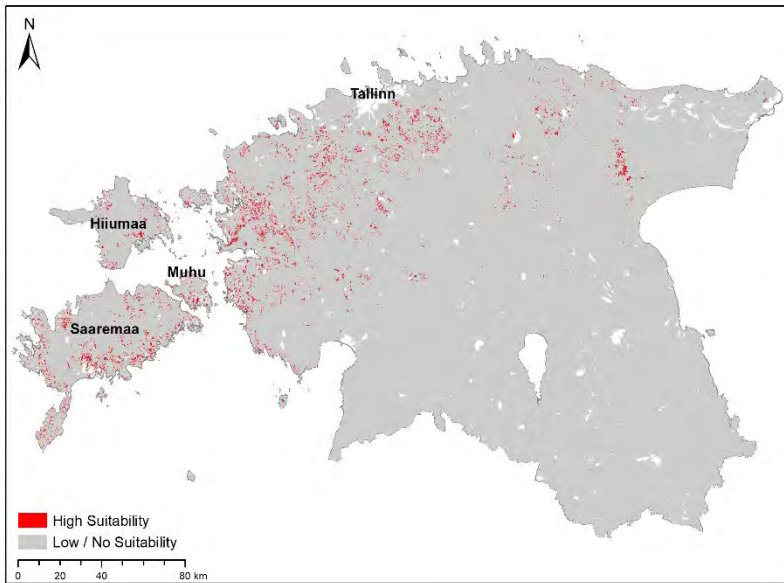 N
Tallinn
Hiiumaa
Muhu
Saaremaa
High Suitability
Low / No Suitability
0 20 40 80 km